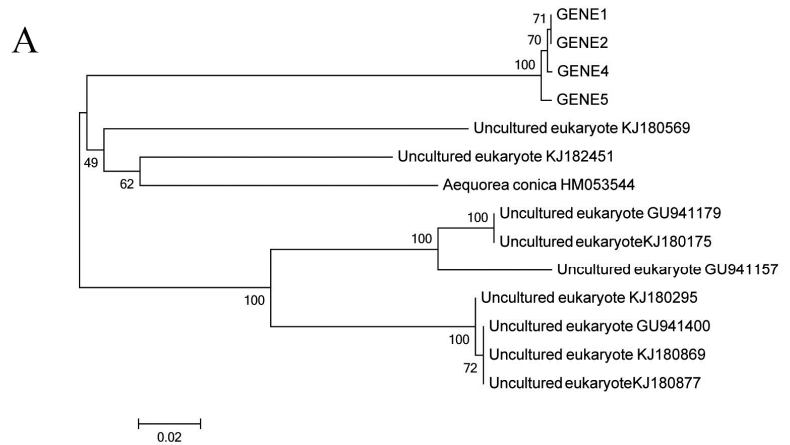 A
71
GENE1
70
GENE2
100
GENE4
GENE5
Uncultured eukaryote KJ180569
49
Uncultured eukaryote KJ182451
62
Aequorea conica HM053544
100
Uncultured eukaryote GU941179
100
Uncultured eukaryoteKJ180175
Uncultured eukaryote GU941157
100
Uncultured eukaryote KJ180295
Uncultured eukaryote GU941400
100
Uncultured eukaryote KJ180869
72
Uncultured eukaryoteKJ180877
0.02